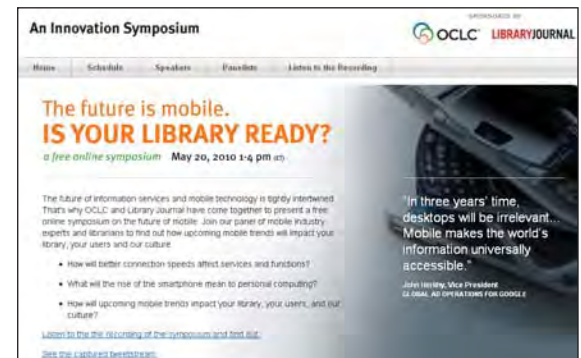 An Innovation Symposium
SPONSORED BY
OCLC LIBRARYJOURNAL
Home Schedule Speakers Panelists Listen to the Recording
The future is mobile.
IS YOUR LIBRARY READY?
a free online symposium May 20, 2010 1-4 pm
The future of information services and mobile technology is tightly intertwined.
That's why OCLC and Library Journal have come together to present a free
online symposium on the future of mobile. Join our panel of mobile industry
experts and librarians to find out how upcoming mobile trends will impact your
library, your users and our culture.
• How will better connection speeds affect services and functions?
• What will the rise of the smartphone mean to personal computing?
• How will upcoming mobile trends impact your library, your users, and our
culture?
Listen to the the recording of the symposium and find out.
See the captured tweetstream.
"In three years' time,
desktops will be irrelevant...
Mobile makes the world's
information universally
accessible."
John Herlihy, Vice President
GLOBAL AD OPERATIONS FOR GOOGLE